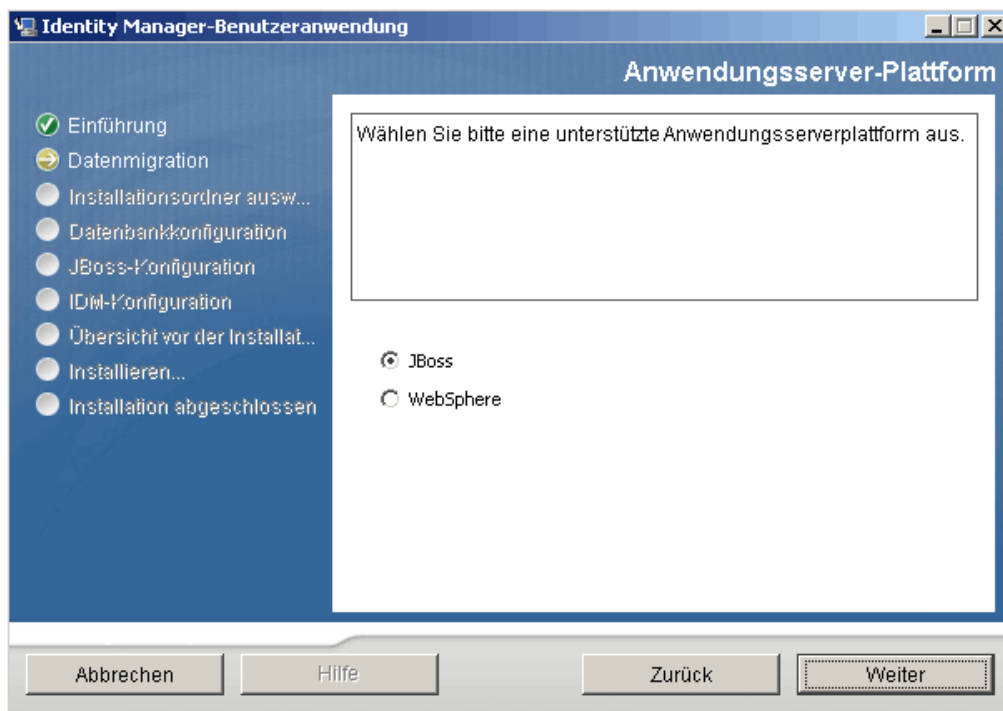 Identity Manager-Benutzeranwendung
Anwendungsserver-Plattform
Einführung
Datenmigration
Installationsordner ausw...
Datenbankkonfiguration
JBoss-Konfiguration
IDM-Konfiguration
Übersicht vor der Installat...
Installieren...
Installation abgeschlossen
Wählen Sie bitte eine unterstützte Anwendungsserverplattform aus.
JBoss
WebSphere
Abbrechen
Hilfe
Zurück
Weiter